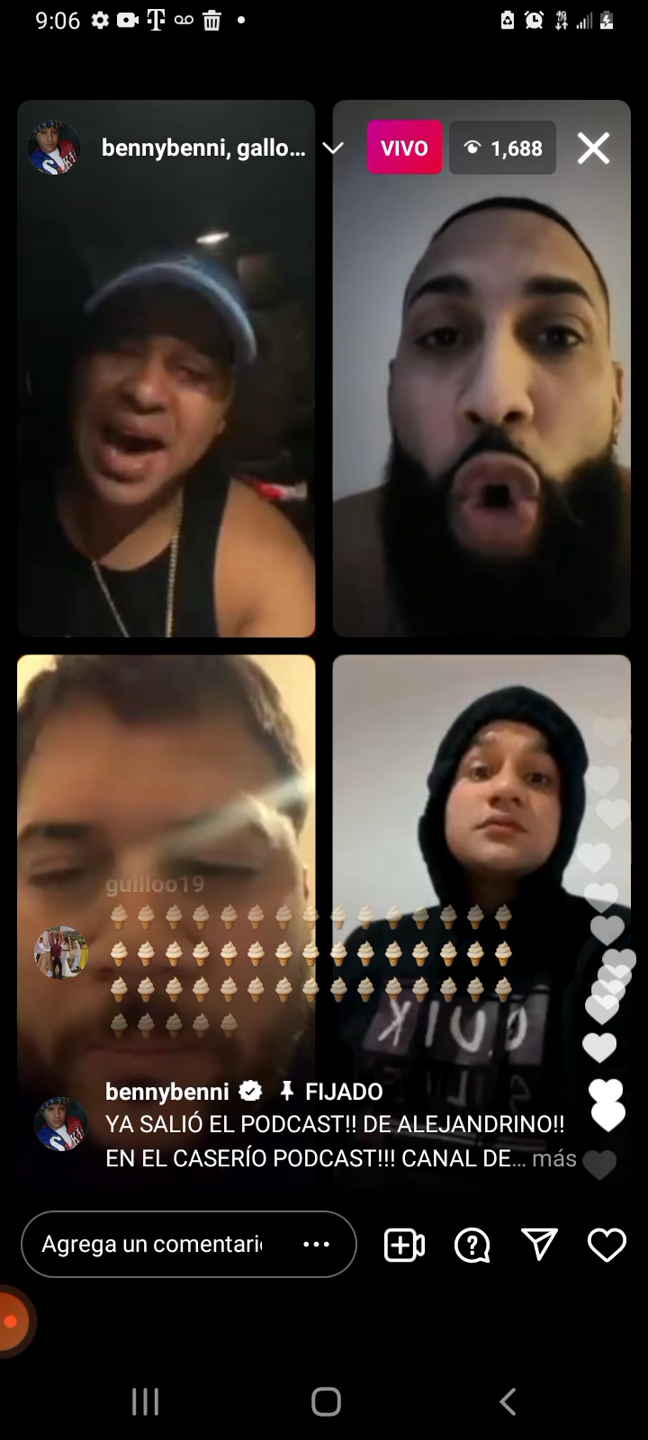 9:06
bennybenni, gallo...
VIVO
1,688
guilloo19
bennybenni FIJADO
YA SALIÓ EL PODCAST!! DE ALEJANDRINO!!
EN EL CASERÍO PODCAST!!! CANAL DE... más
Agrega un comentari